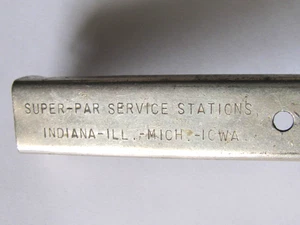 SUPER-PAR SERVICE STATIONS
INDIANA-ILL.-MICH.-IOWA